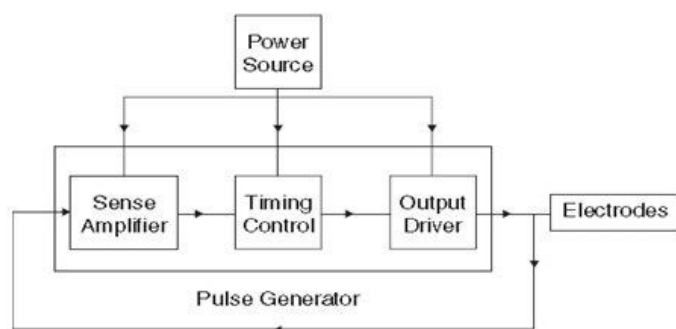 Power
Source
Sense
Amplifier
Timing
Control
Output
Driver
Electrodes
Pulse Generator